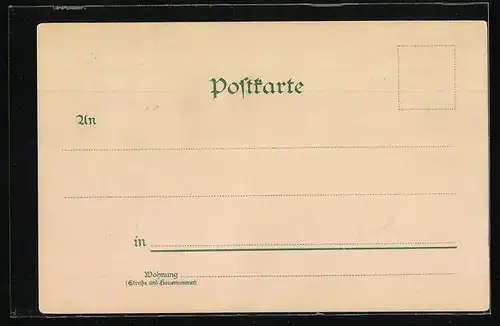 Postkarte
An
in
Wohnung
(Straße und Hausnummer)